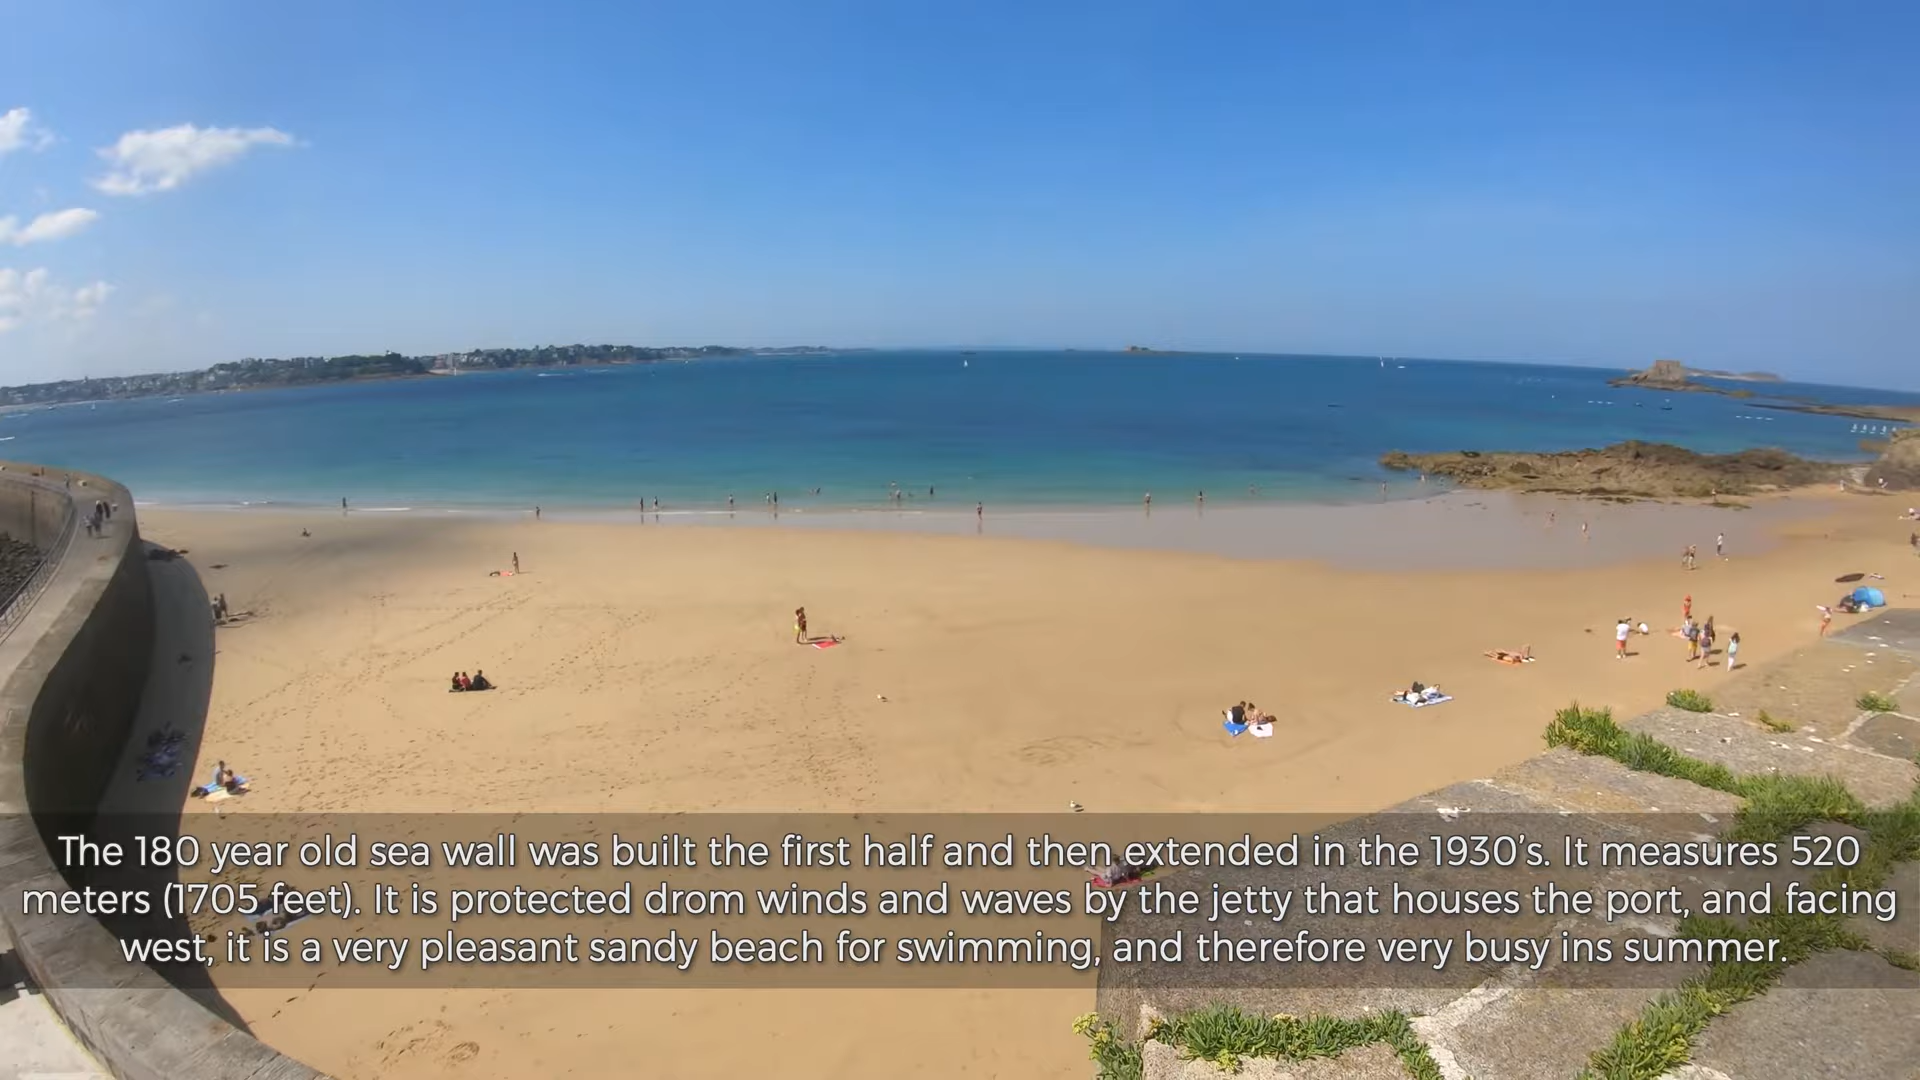 The 180 year old sea wall was built the first half and then extended in the 1930's. It measures 520
meters (1705 feet). It is protected drom winds and waves by the jetty that houses the port, and facing
west, it is a very pleasant sandy beach for swimming, and therefore very busy ins summer.